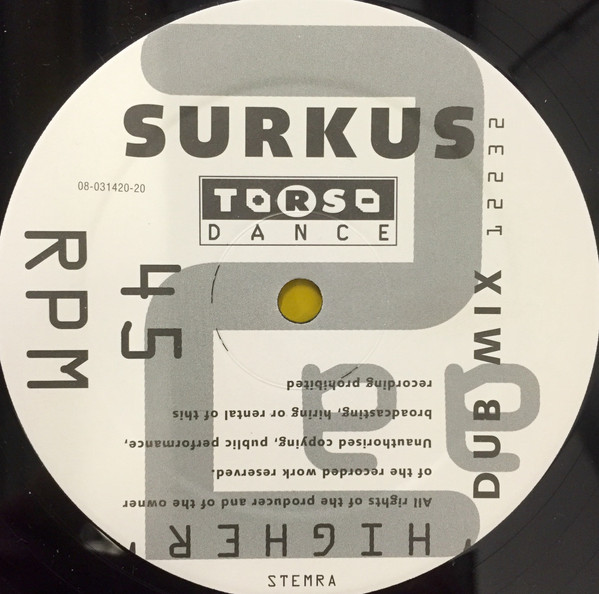 SURKUS
08-031420-20
TORSO
DANCE
45
RPM
DUB MIX
'HIGHER'
All rights of the producer and of the owner
of the recorded work reserved.
Unauthorised copying, public performance,
broadcasting, hiring or rental of this
recording prohibited
STEMRA